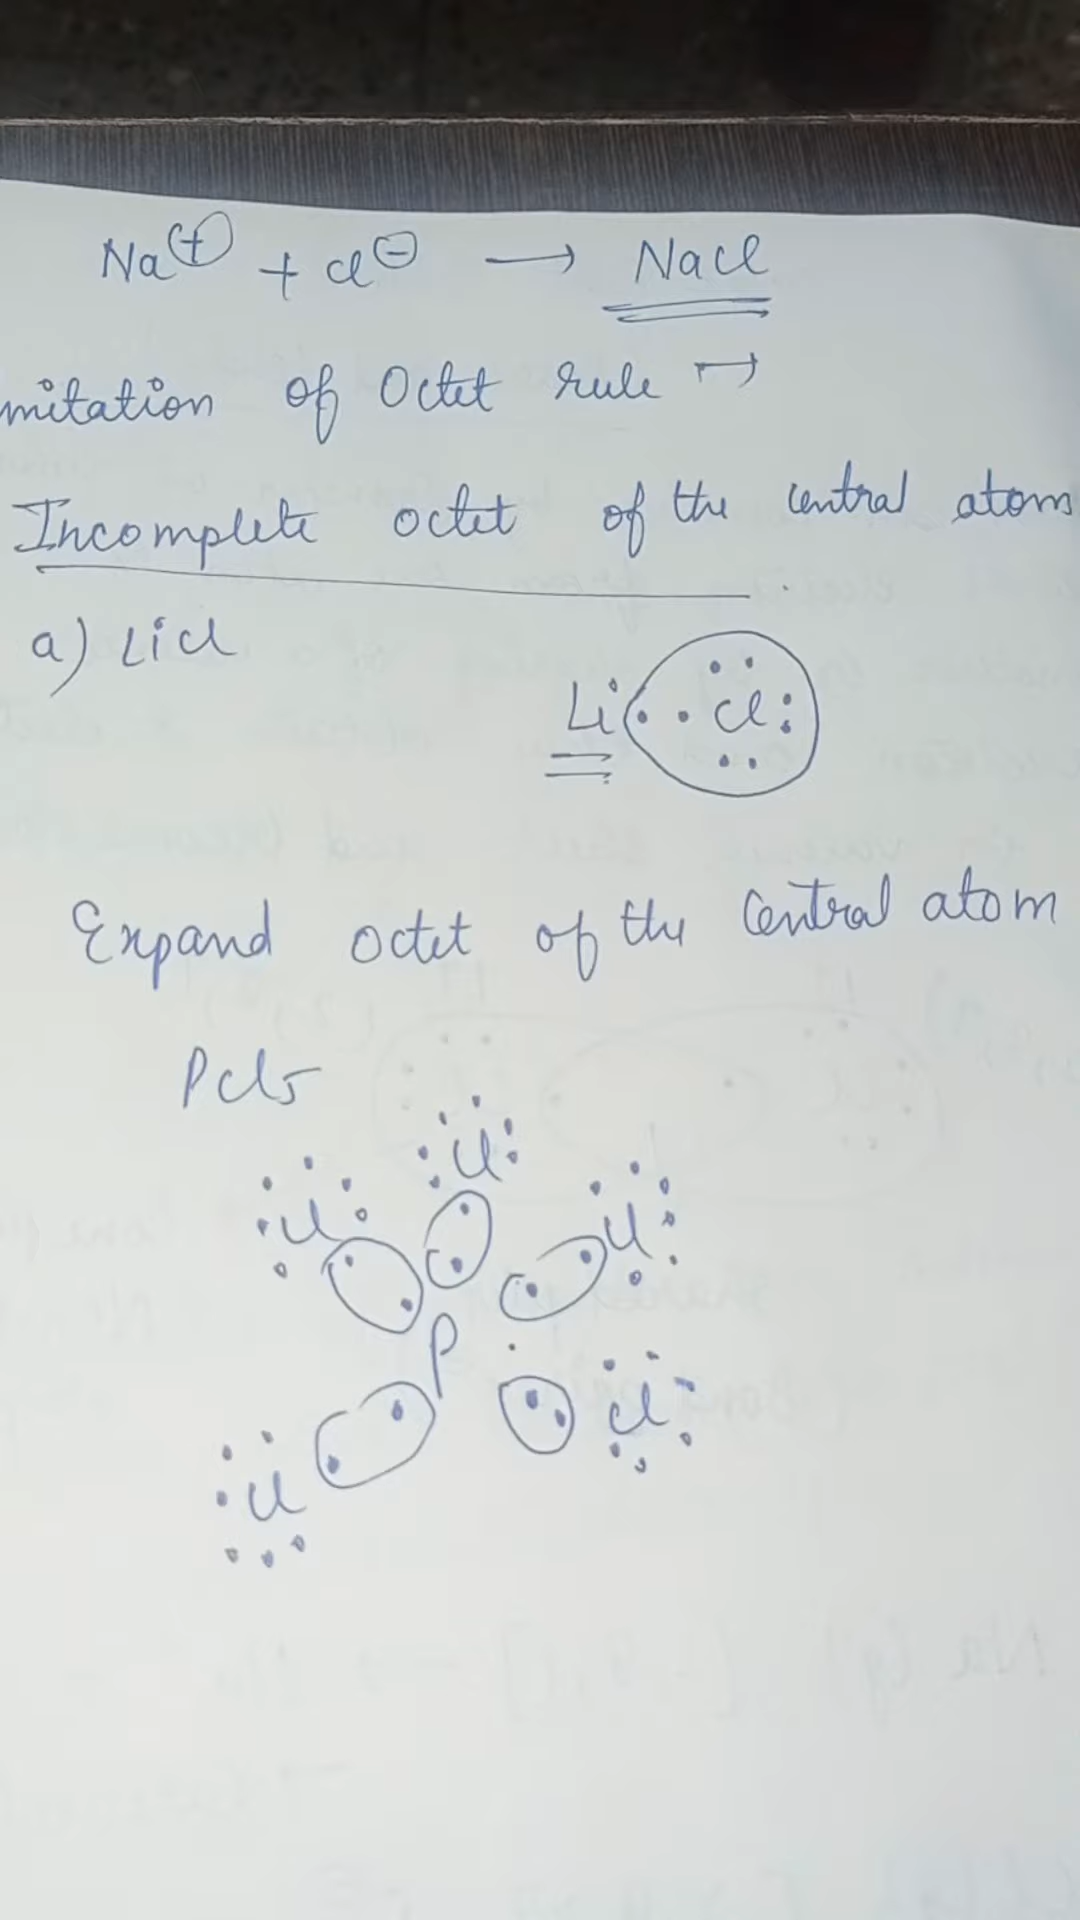 Na⊕ + Cl⊖ → NaCl
mitation of Octet rule →
Incomplete octet of the central atoms
a) LiCl
Li Cl
Expand octet of the Central atom
PCl5
Cl
Cl Cl
P
Cl
Cl